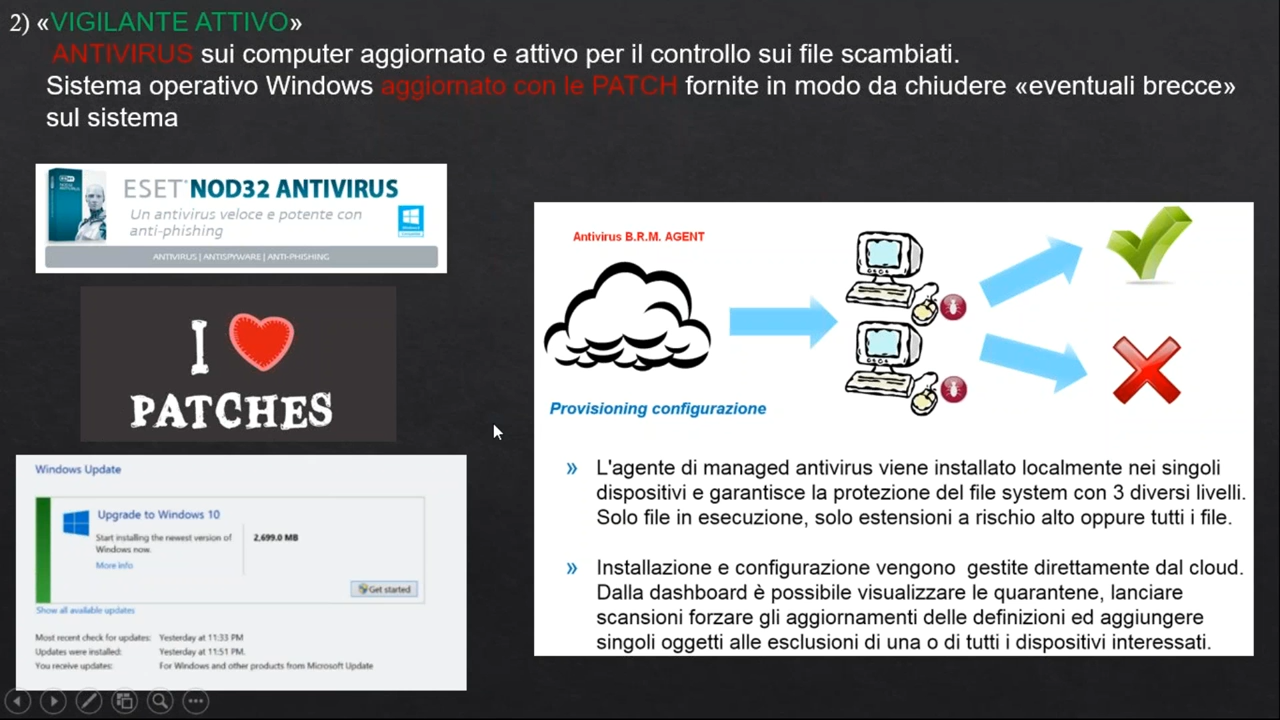 2) «VIGILANTE ATTIVO»
ANTIVIRUS sui computer aggiornato e attivo per il controllo sui file scambiati.
Sistema operativo Windows aggiornato con le PATCH fornite in modo da chiudere «eventuali brecce»
sul sistema
ESET NOD32 ANTIVIRUS
Un antivirus veloce e potente con
anti-phishing
ANTIVIRUS | ANTISPYWARE | ANTI-PHISHING
I
PATCHES
Windows Update
Upgrade to Windows 10
Start installing the newest version of
Windows now.
2,699.0 MB
More info
Get started
Show all available updates
Most recent check for updates: Yesterday at 11:33 PM
Updates were installed: Yesterday at 11:51 PM.
You receive updates: For Windows and other products from Microsoft Update
Antivirus B.R.M. AGENT
Provisioning configurazione
» L'agente di managed antivirus viene installato localmente nei singoli
dispositivi e garantisce la protezione del file system con 3 diversi livelli.
Solo file in esecuzione, solo estensioni a rischio alto oppure tutti i file.
» Installazione e configurazione vengono gestite direttamente dal cloud.
Dalla dashboard è possibile visualizzare le quarantene, lanciare
scansioni forzare gli aggiornamenti delle definizioni ed aggiungere
singoli oggetti alle esclusioni di una o di tutti i dispositivi interessati.